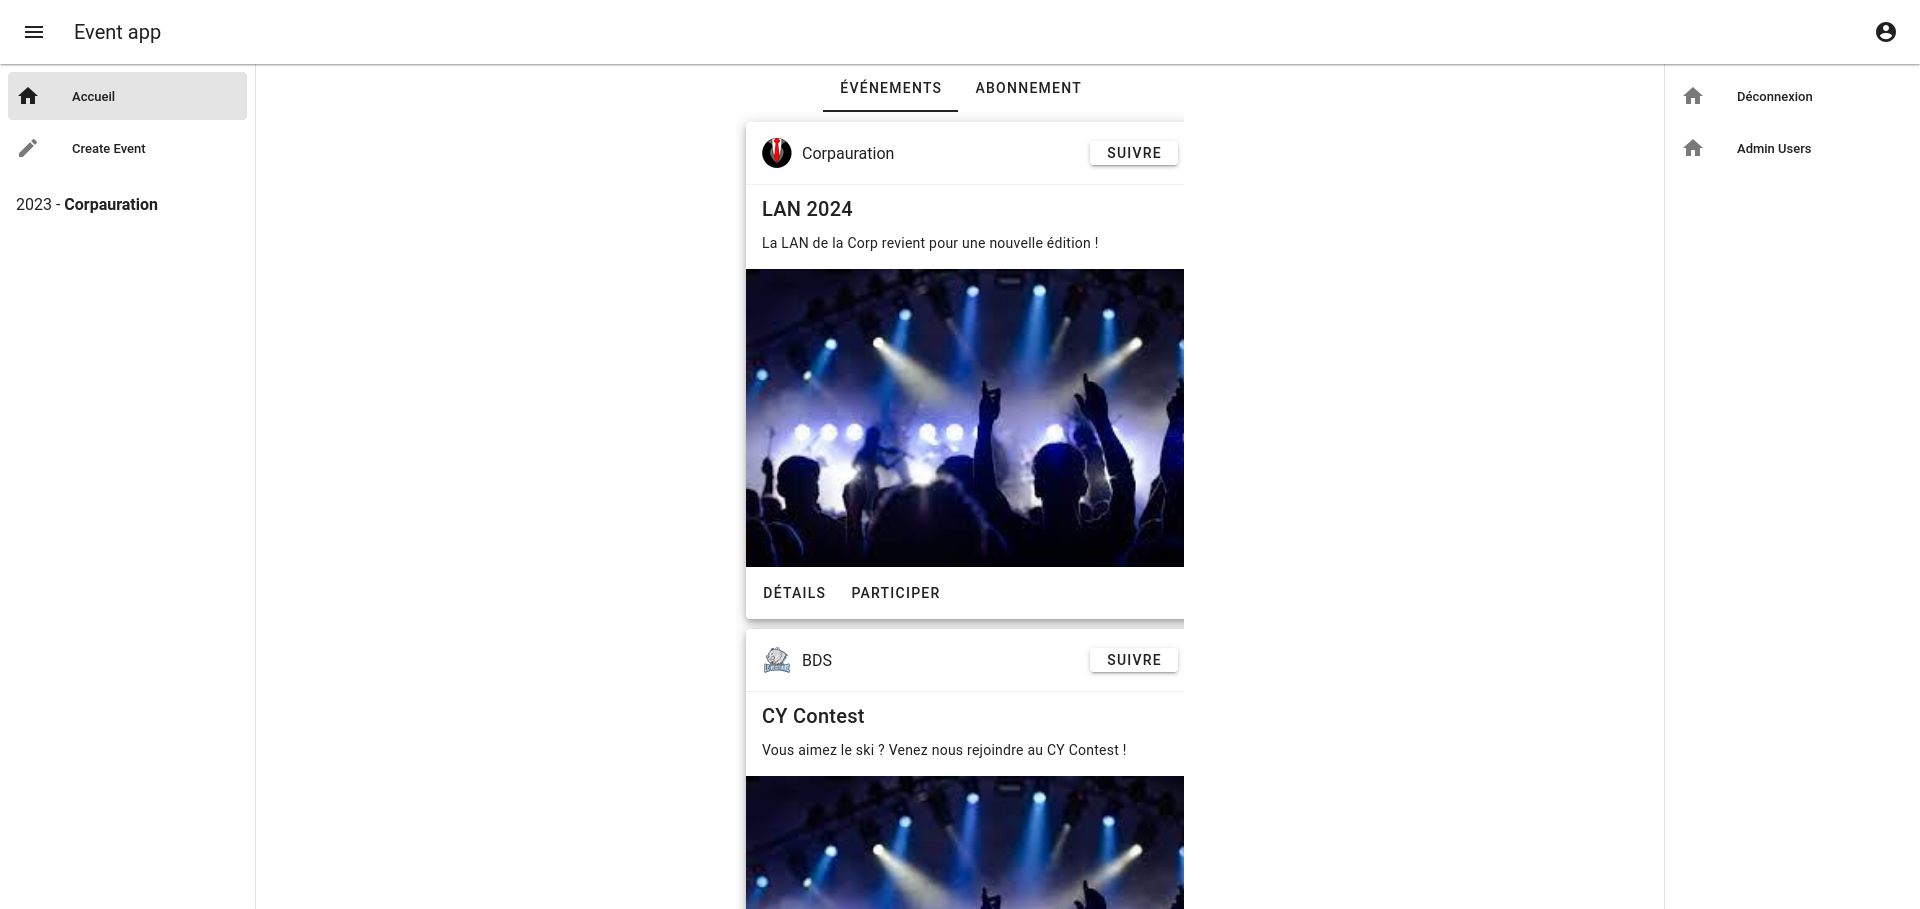 Event app
Accueil
Create Event
2023 - Corpauration
ÉVÉNEMENTS ABONNEMENT
Corpauration SUIVRE
LAN 2024
La LAN de la Corp revient pour une nouvelle édition !
DÉTAILS PARTICIPER
BDS SUIVRE
CY Contest
Vous aimez le ski ? Venez nous rejoindre au CY Contest !
Déconnexion
Admin Users